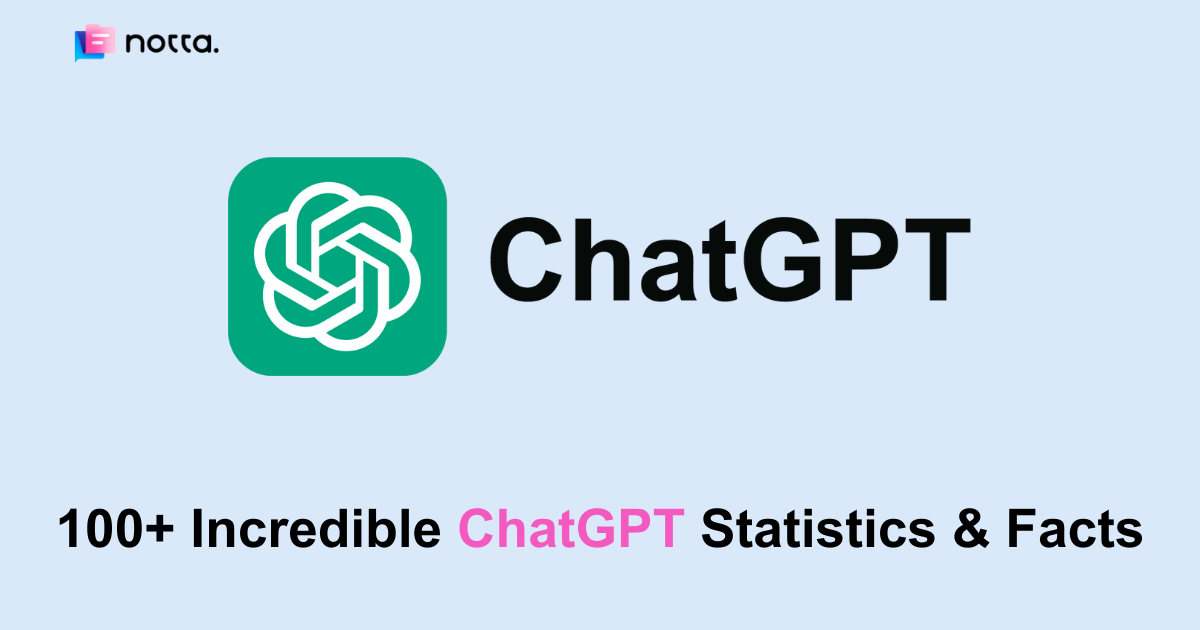 notta.
ChatGPT
100+ Incredible ChatGPT Statistics & Facts